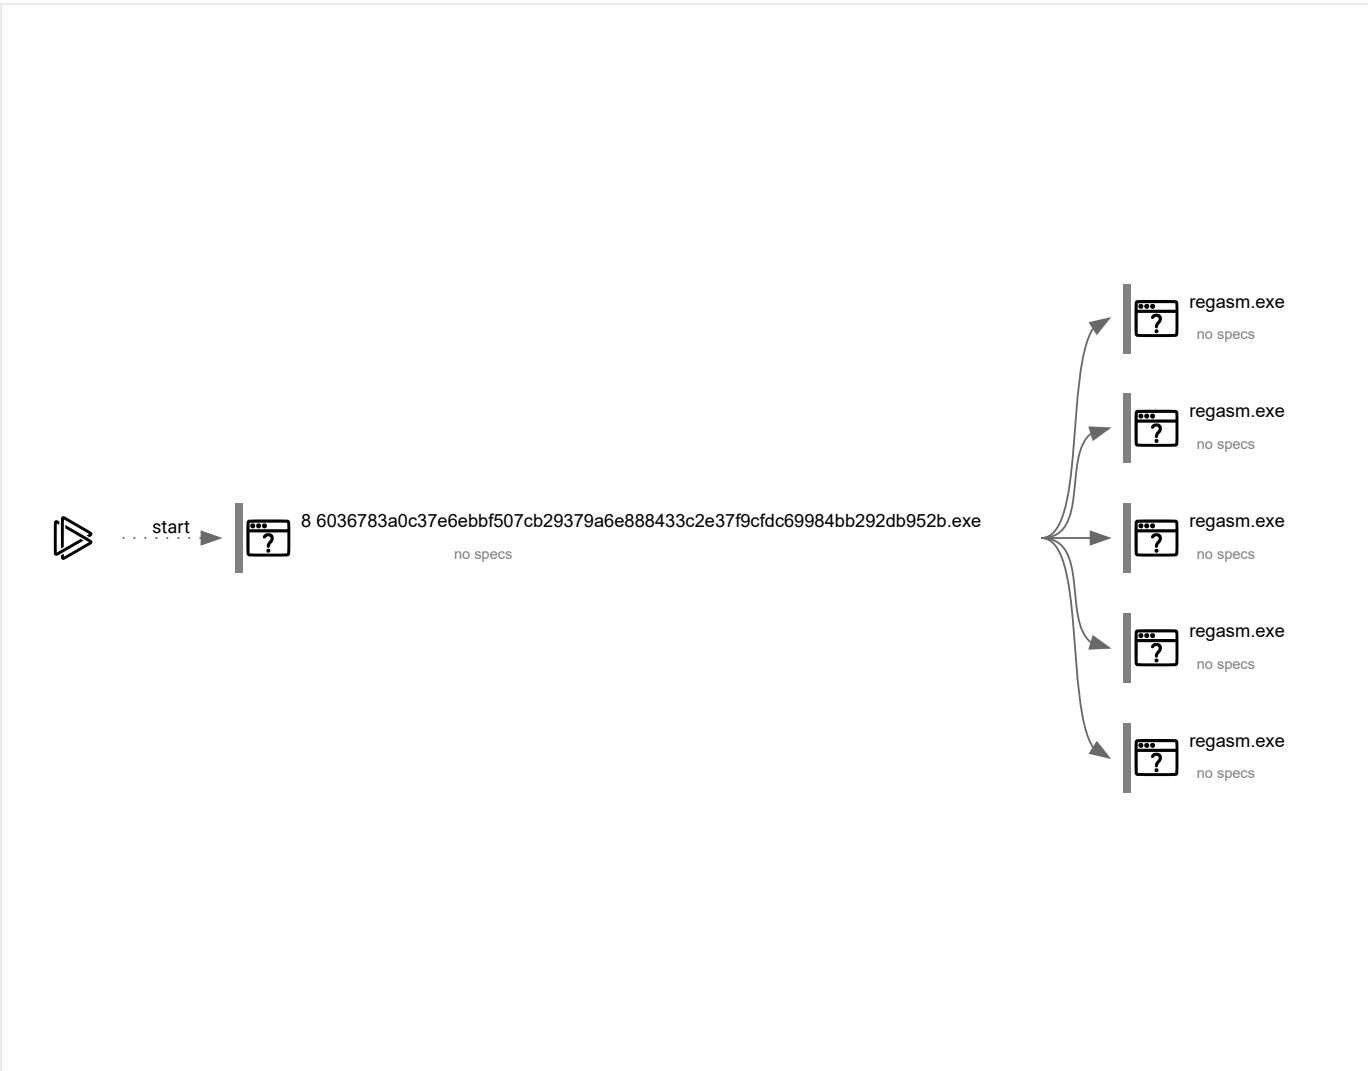 regasm.exe
no specs
regasm.exe
no specs
start
8 6036783a0c37e6ebbf507cb29379a6e888433c2e37f9cfdc69984bb292db952b.exe
no specs
regasm.exe
no specs
regasm.exe
no specs
regasm.exe
no specs